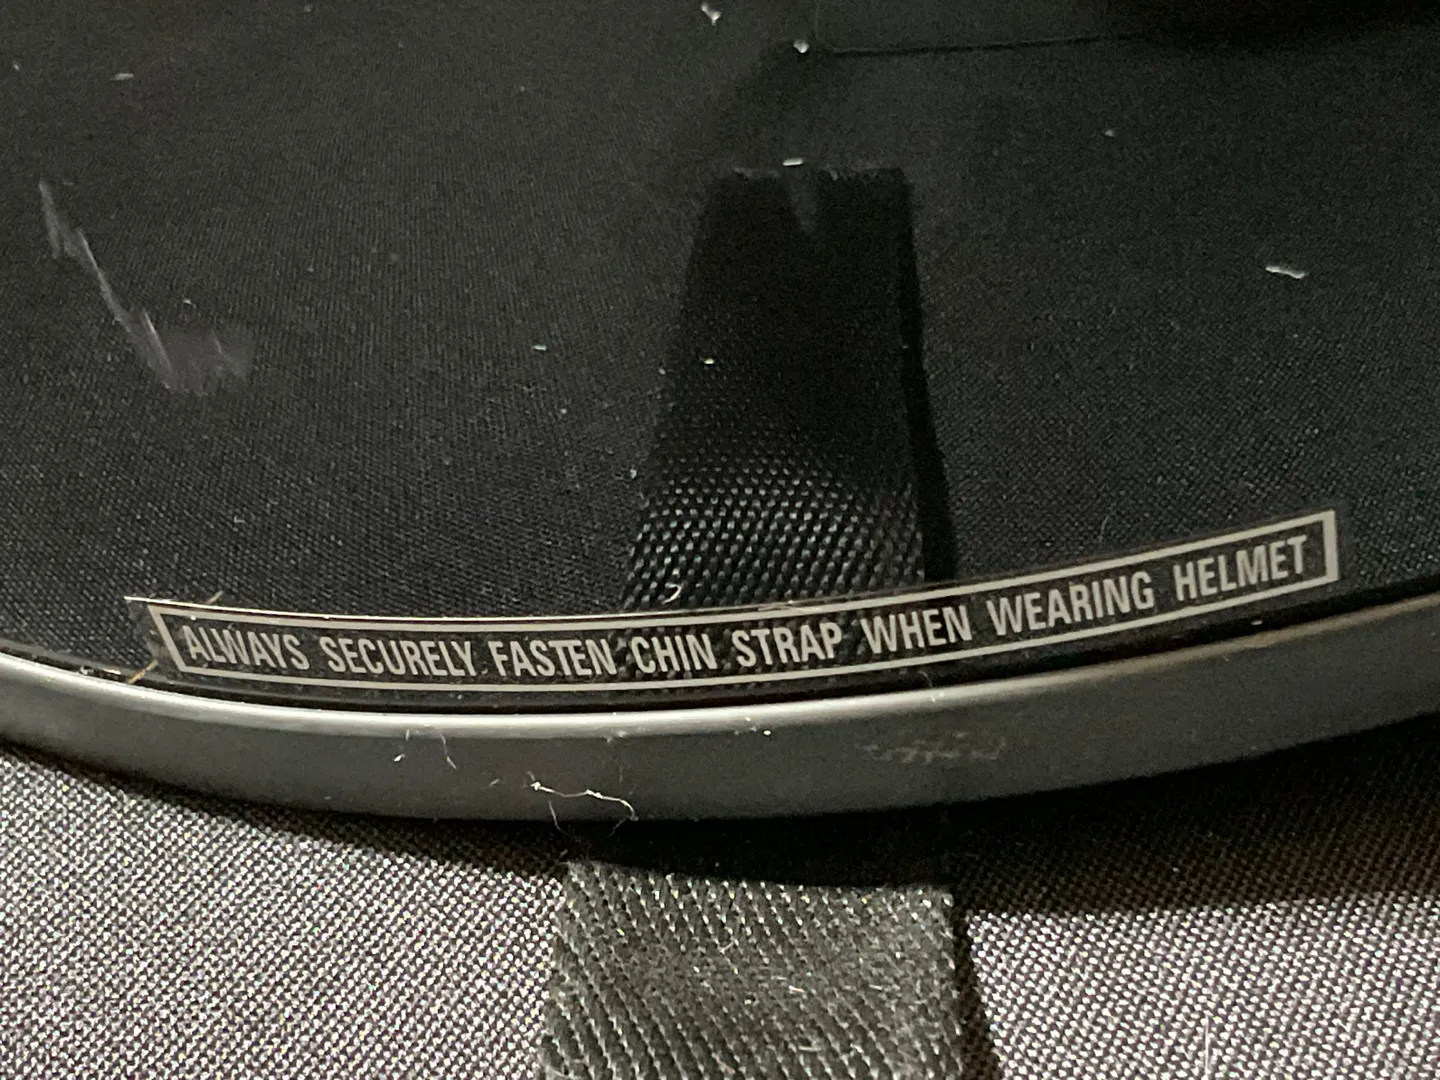 ALWAYS SECURELY FASTEN CHIN STRAP WHEN WEARING HELMET